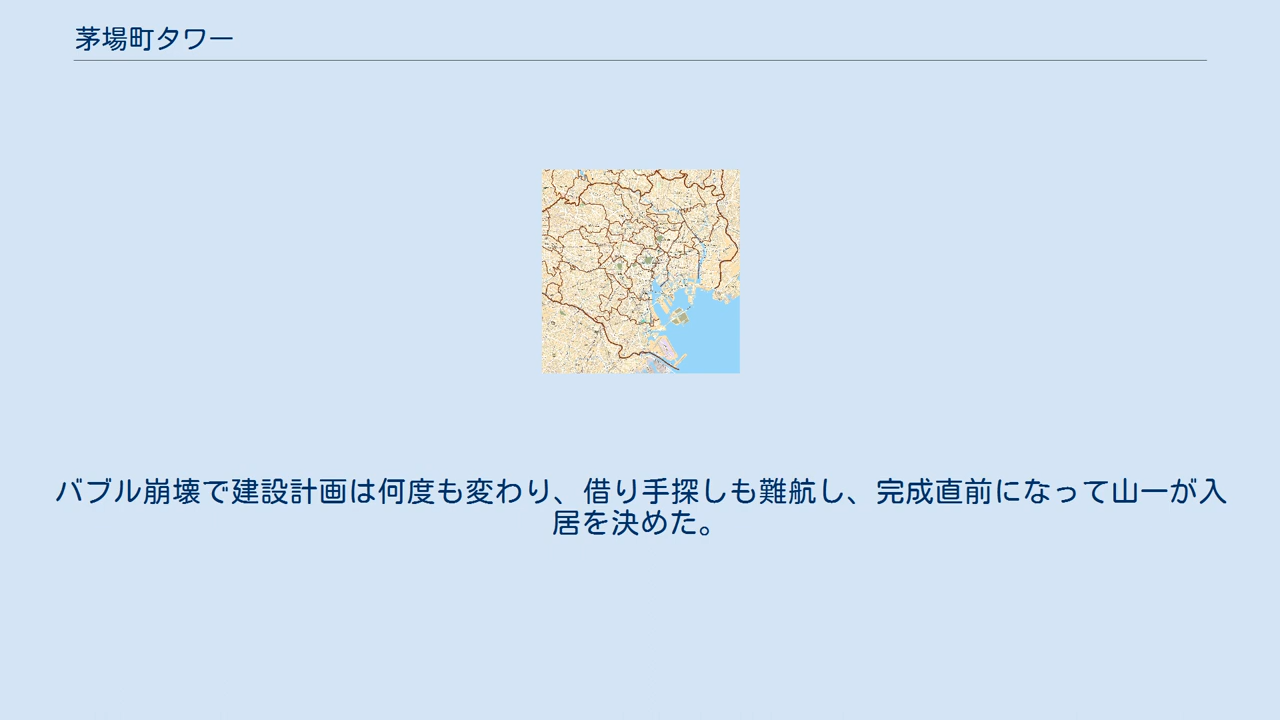 茅場町タワー
バブル崩壊で建設計画は何度も変わり、借り手探しも難航し、完成直前になって山一が入
居を決めた。